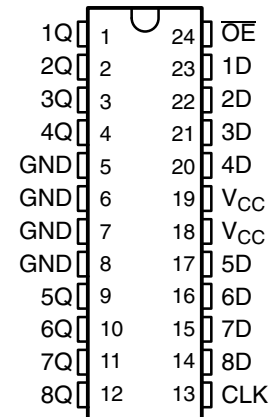 1Q 1 24 O̅E̅
2Q 2 23 1D
3Q 3 22 2D
4Q 4 21 3D
GND 5 20 4D
GND 6 19 VCC
GND 7 18 VCC
GND 8 17 5D
5Q 9 16 6D
6Q 10 15 7D
7Q 11 14 8D
8Q 12 13 CLK